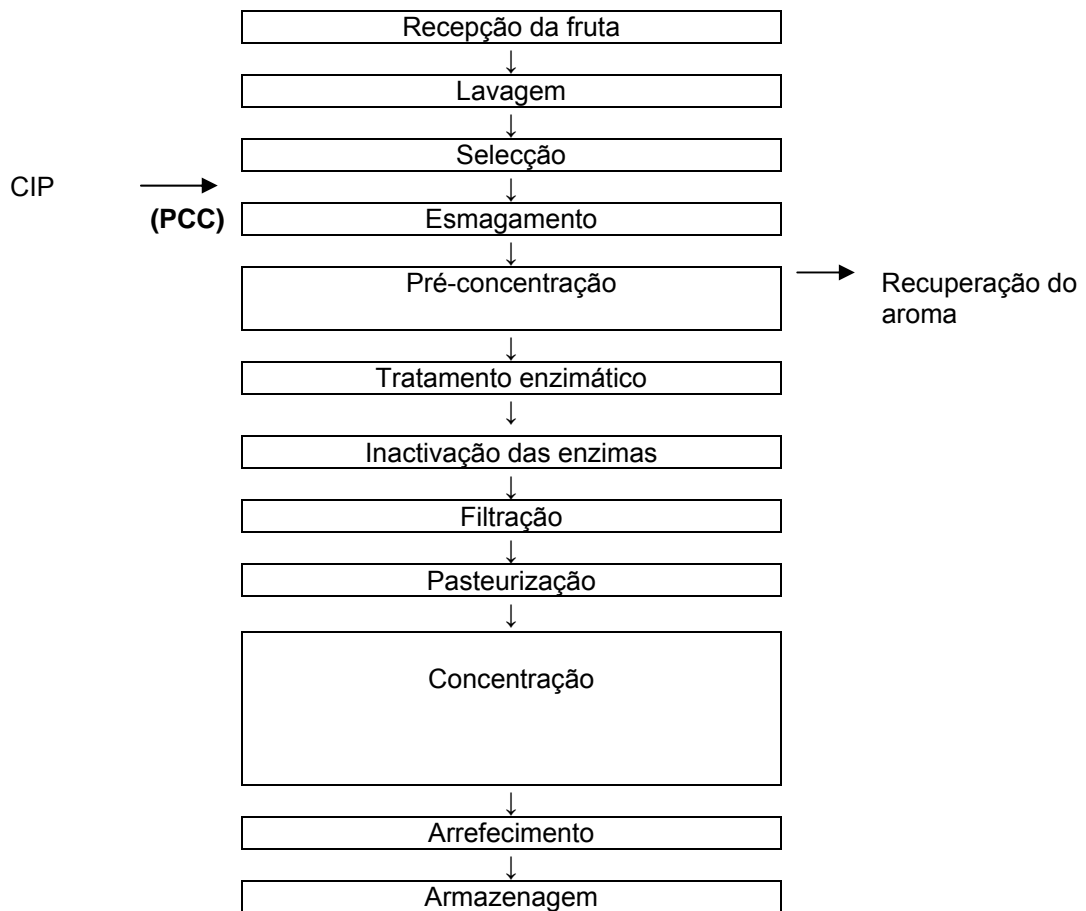 Recepção da fruta
↓
Lavagem
↓
Selecção
CIP → ↓
(PCC) Esmagamento
↓
Pré-concentração → Recuperação do
aroma
↓
Tratamento enzimático
↓
Inactivação das enzimas
↓
Filtração
↓
Pasteurização
↓
Concentração
↓
Arrefecimento
↓
Armazenagem